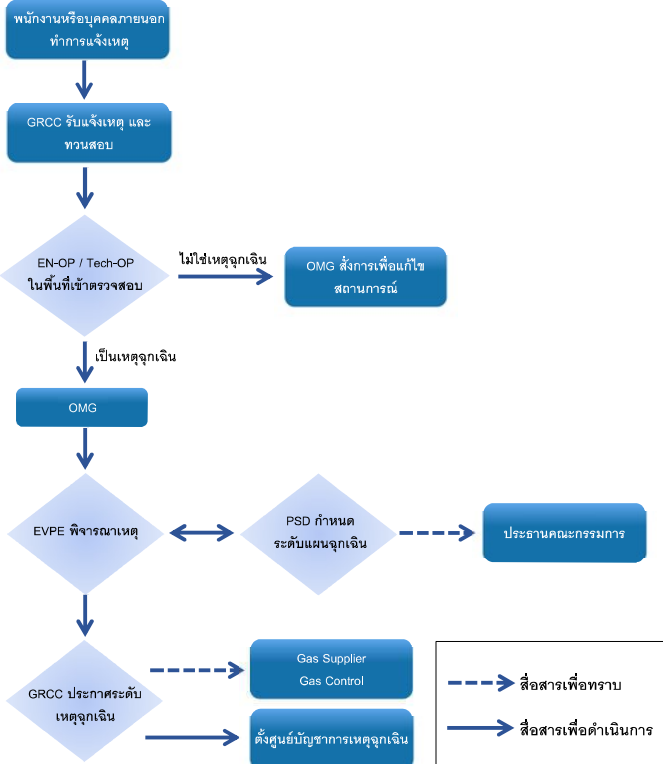 พนักงานหรือบุคคลภายนอก
ทำการแจ้งเหตุ
GRCC รับแจ้งเหตุ และ
ทวนสอบ
EN-OP / Tech-OP
ในพื้นที่เข้าตรวจสอบ
ไม่ใช่เหตุฉุกเฉิน
OMG สั่งการเพื่อแก้ไข
สถานการณ์
เป็นเหตุฉุกเฉิน
OMG
EVPE พิจารณาเหตุ
PSD กำหนด
ระดับแผนฉุกเฉิน
ประธานคณะกรรมการ
GRCC ประกาศระดับ
เหตุฉุกเฉิน
Gas Supplier
Gas Control
ตั้งศูนย์บัญชาการเหตุฉุกเฉิน
สื่อสารเพื่อทราบ
สื่อสารเพื่อดำเนินการ